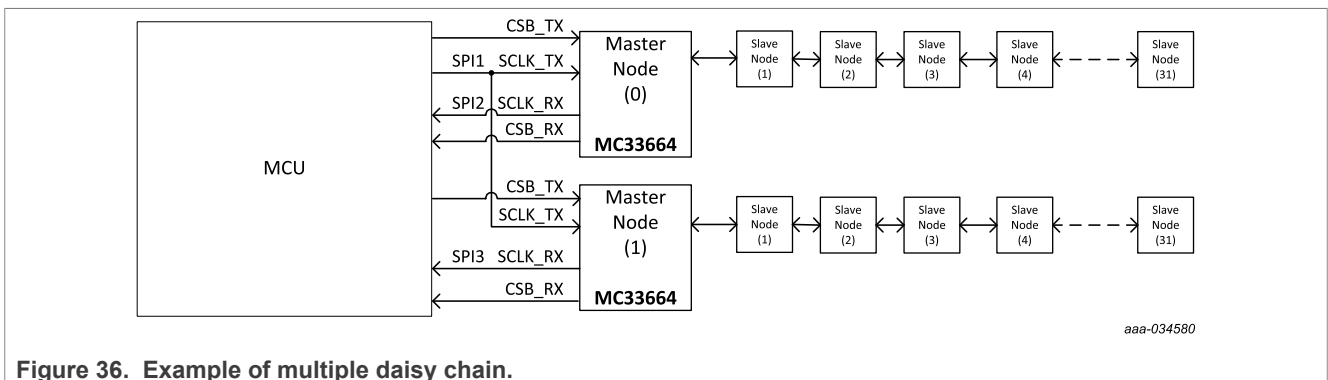 CSB_TX
SPI1 SCLK_TX
SPI2 SCLK_RX
CSB_RX
MCU
Master
Node
(0)
MC33664
Slave
Node
(1)
Slave
Node
(2)
Slave
Node
(3)
Slave
Node
(4)
Slave
Node
(31)
CSB_TX
SCLK_TX
SPI3 SCLK_RX
CSB_RX
Master
Node
(1)
MC33664
Slave
Node
(1)
Slave
Node
(2)
Slave
Node
(3)
Slave
Node
(4)
Slave
Node
(31)
aaa-034580
Figure 36. Example of multiple daisy chain.